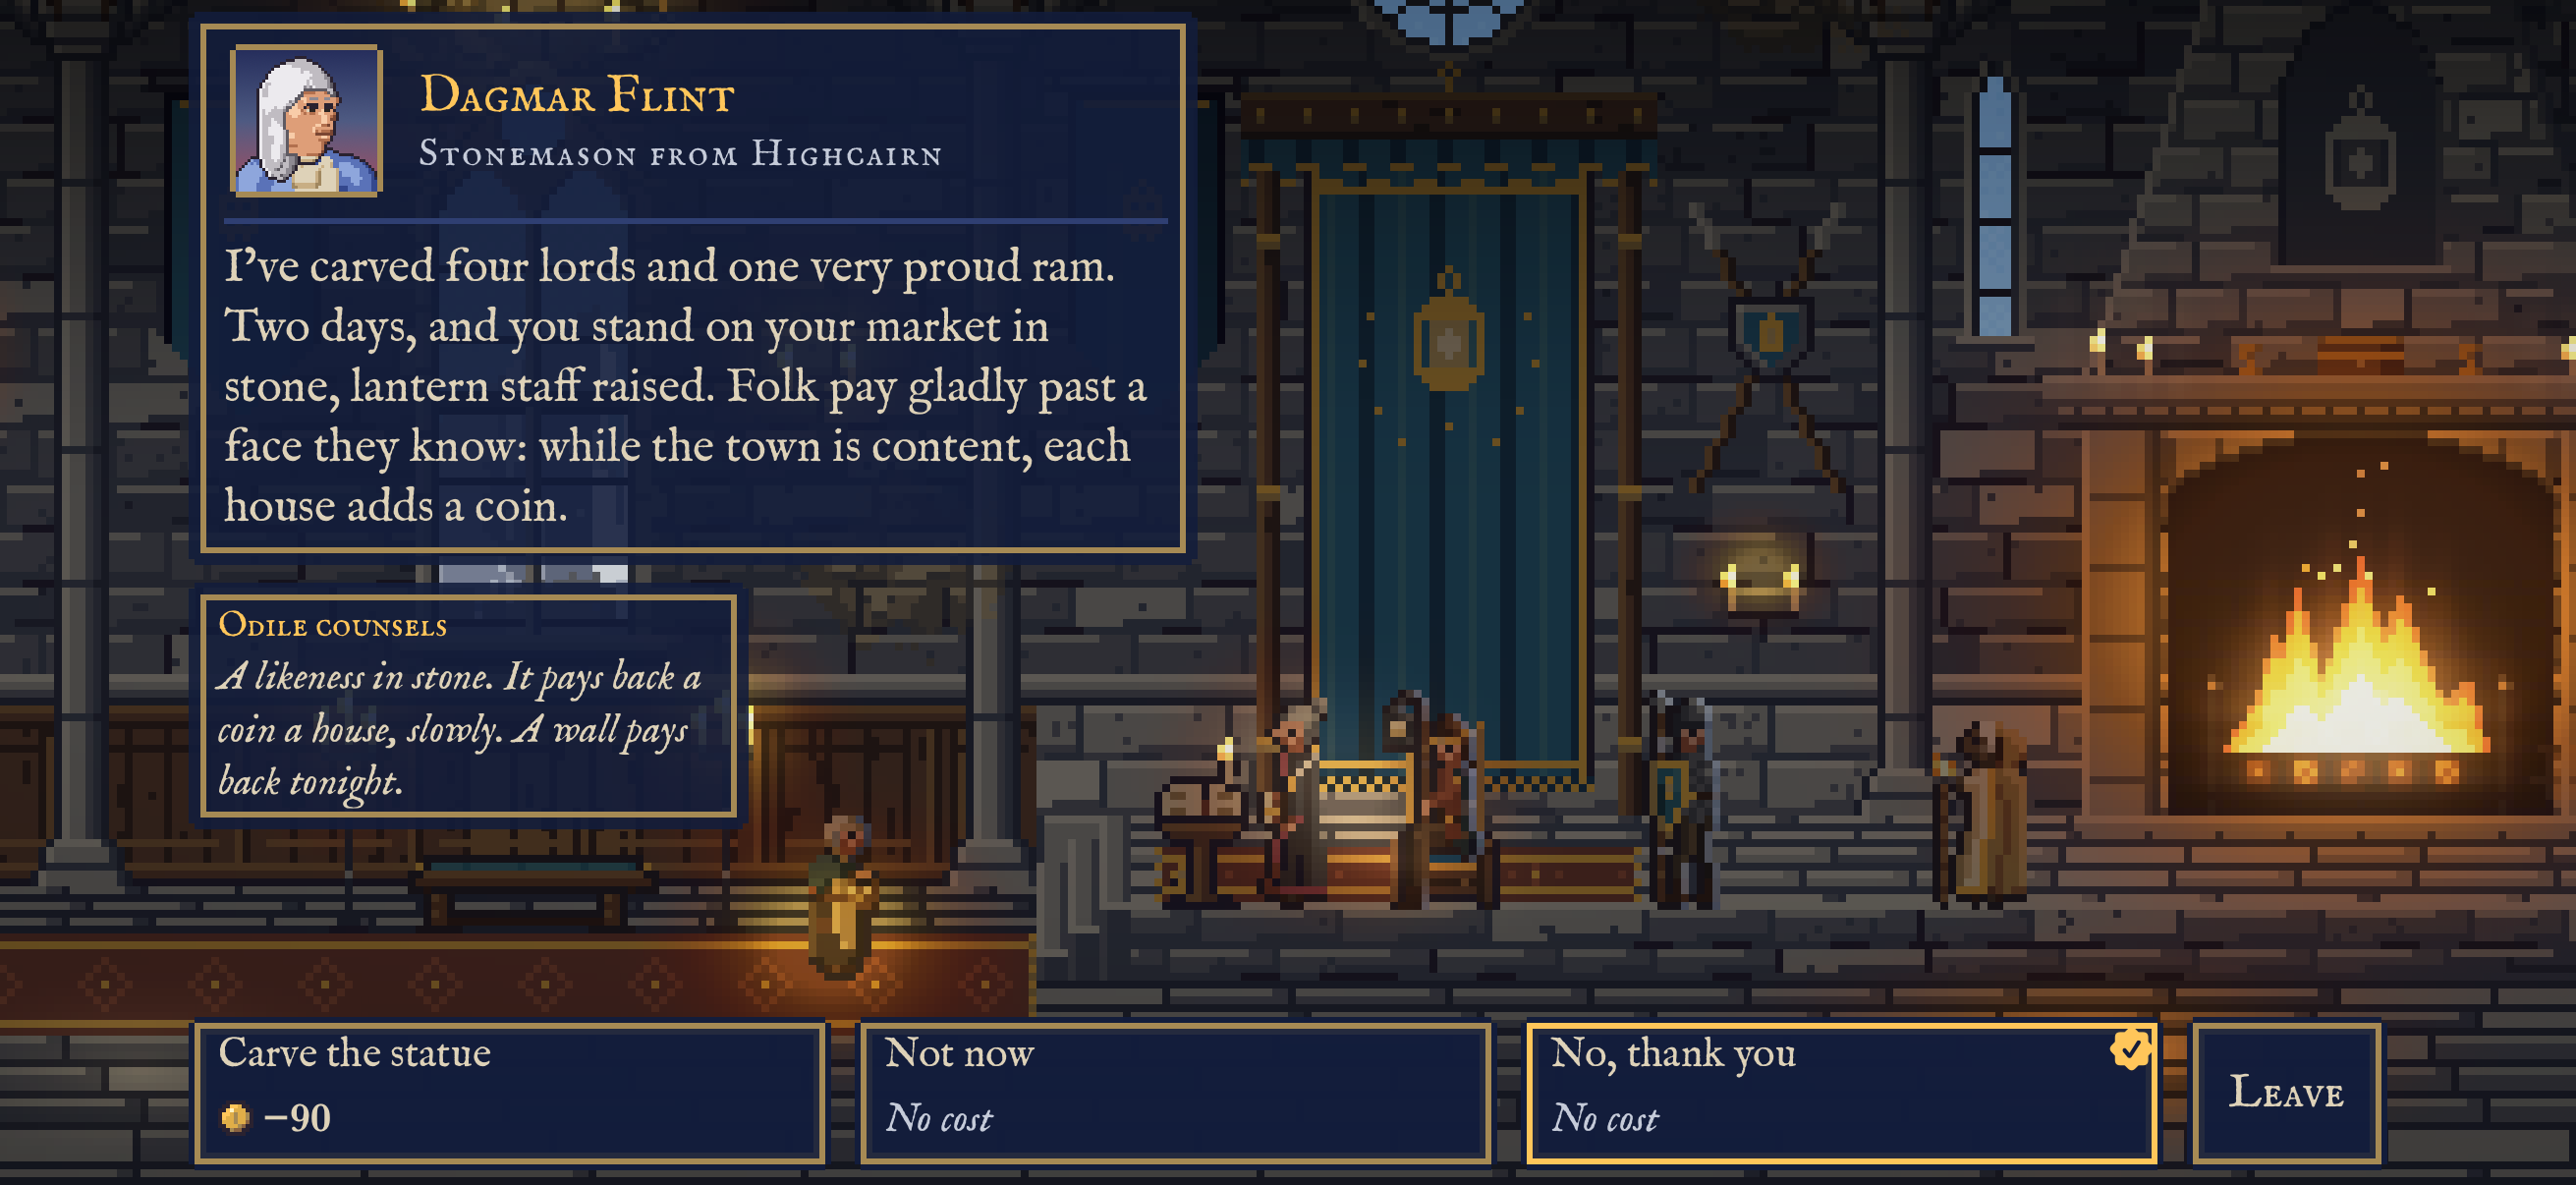 Dagmar Flint
Stonemason from Highcairn
I've carved four lords and one very proud ram.
Two days, and you stand on your market in
stone, lantern staff raised. Folk pay gladly past a
face they know: while the town is content, each
house adds a coin.
Odile counsels
A likeness in stone. It pays back a
coin a house, slowly. A wall pays
back tonight.
Carve the statue
−90
Not now
No cost
No, thank you
No cost
Leave